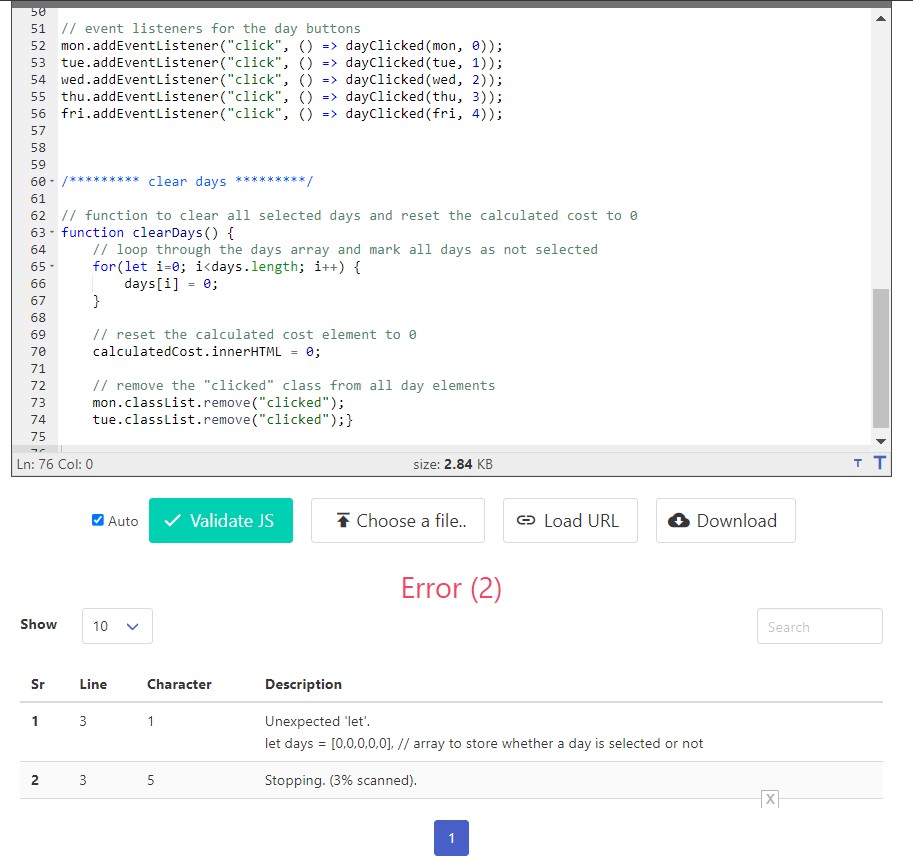 50
51 // event listeners for the day buttons
52 mon.addEventListener("click", () => dayClicked(mon, 0));
53 tue.addEventListener("click", () => dayClicked(tue, 1));
54 wed.addEventListener("click", () => dayClicked(wed, 2));
55 thu.addEventListener("click", () => dayClicked(thu, 3));
56 fri.addEventListener("click", () => dayClicked(fri, 4));
57
58
59
60 /********* clear days *********/
61
62 // function to clear all selected days and reset the calculated cost to 0
63 function clearDays() {
64     // loop through the days array and mark all days as not selected
65     for(let i=0; i<days.length; i++) {
66         days[i] = 0;
67     }
68
69     // reset the calculated cost element to 0
70     calculatedCost.innerHTML = 0;
71
72     // remove the "clicked" class from all day elements
73     mon.classList.remove("clicked");
74     tue.classList.remove("clicked");}
75
76
Ln: 76 Col: 0 size: 2.84 KB T T
Auto Validate JS Choose a file.. Load URL Download
Error (2)
Show 10 Search
Sr Line Character Description
1 3 1 Unexpected 'let'.
let days = [0,0,0,0,0], // array to store whether a day is selected or not
2 3 5 Stopping. (3% scanned).
X
1